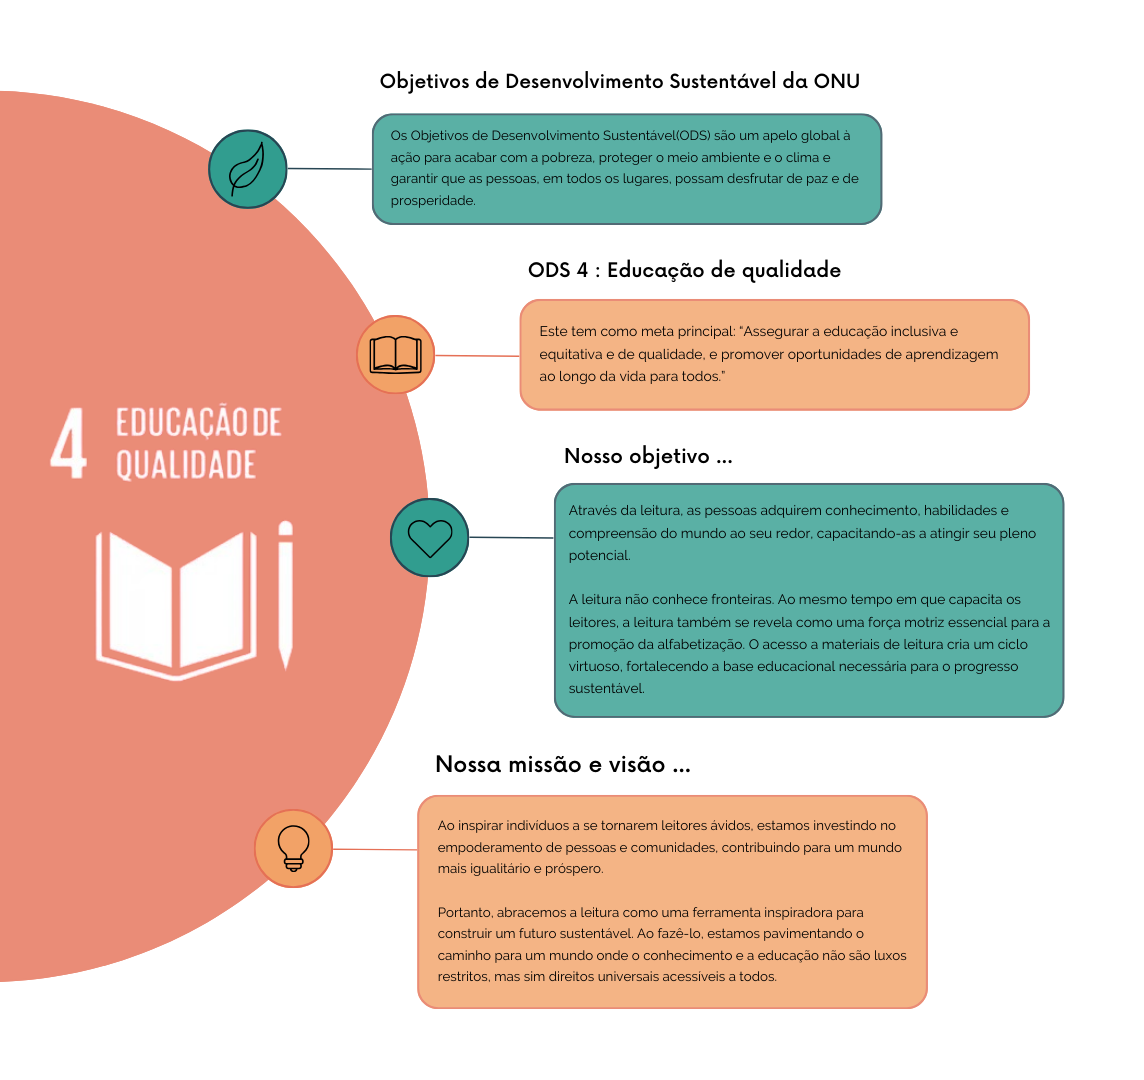 Objetivos de Desenvolvimento Sustentável da ONU
Os Objetivos de Desenvolvimento Sustentável(ODS) são um apelo global à
ação para acabar com a pobreza, proteger o meio ambiente e o clima e
garantir que as pessoas, em todos os lugares, possam desfrutar de paz e de
prosperidade.
ODS 4 : Educação de qualidade
Este tem como meta principal: “Assegurar a educação inclusiva e
equitativa e de qualidade, e promover oportunidades de aprendizagem
ao longo da vida para todos.”
4 EDUCAÇÃO DE
QUALIDADE
Nosso objetivo ...
Através da leitura, as pessoas adquirem conhecimento, habilidades e
compreensão do mundo ao seu redor, capacitando-as a atingir seu pleno
potencial.
A leitura não conhece fronteiras. Ao mesmo tempo em que capacita os
leitores, a leitura também se revela como uma força motriz essencial para a
promoção da alfabetização. O acesso a materiais de leitura cria um ciclo
virtuoso, fortalecendo a base educacional necessária para o progresso
sustentável.
Nossa missão e visão ...
Ao inspirar indivíduos a se tornarem leitores ávidos, estamos investindo no
empoderamento de pessoas e comunidades, contribuindo para um mundo
mais igualitário e próspero.
Portanto, abracemos a leitura como uma ferramenta inspiradora para
construir um futuro sustentável. Ao fazê-lo, estamos pavimentando o
caminho para um mundo onde o conhecimento e a educação não são luxos
restritos, mas sim direitos universais acessíveis a todos.